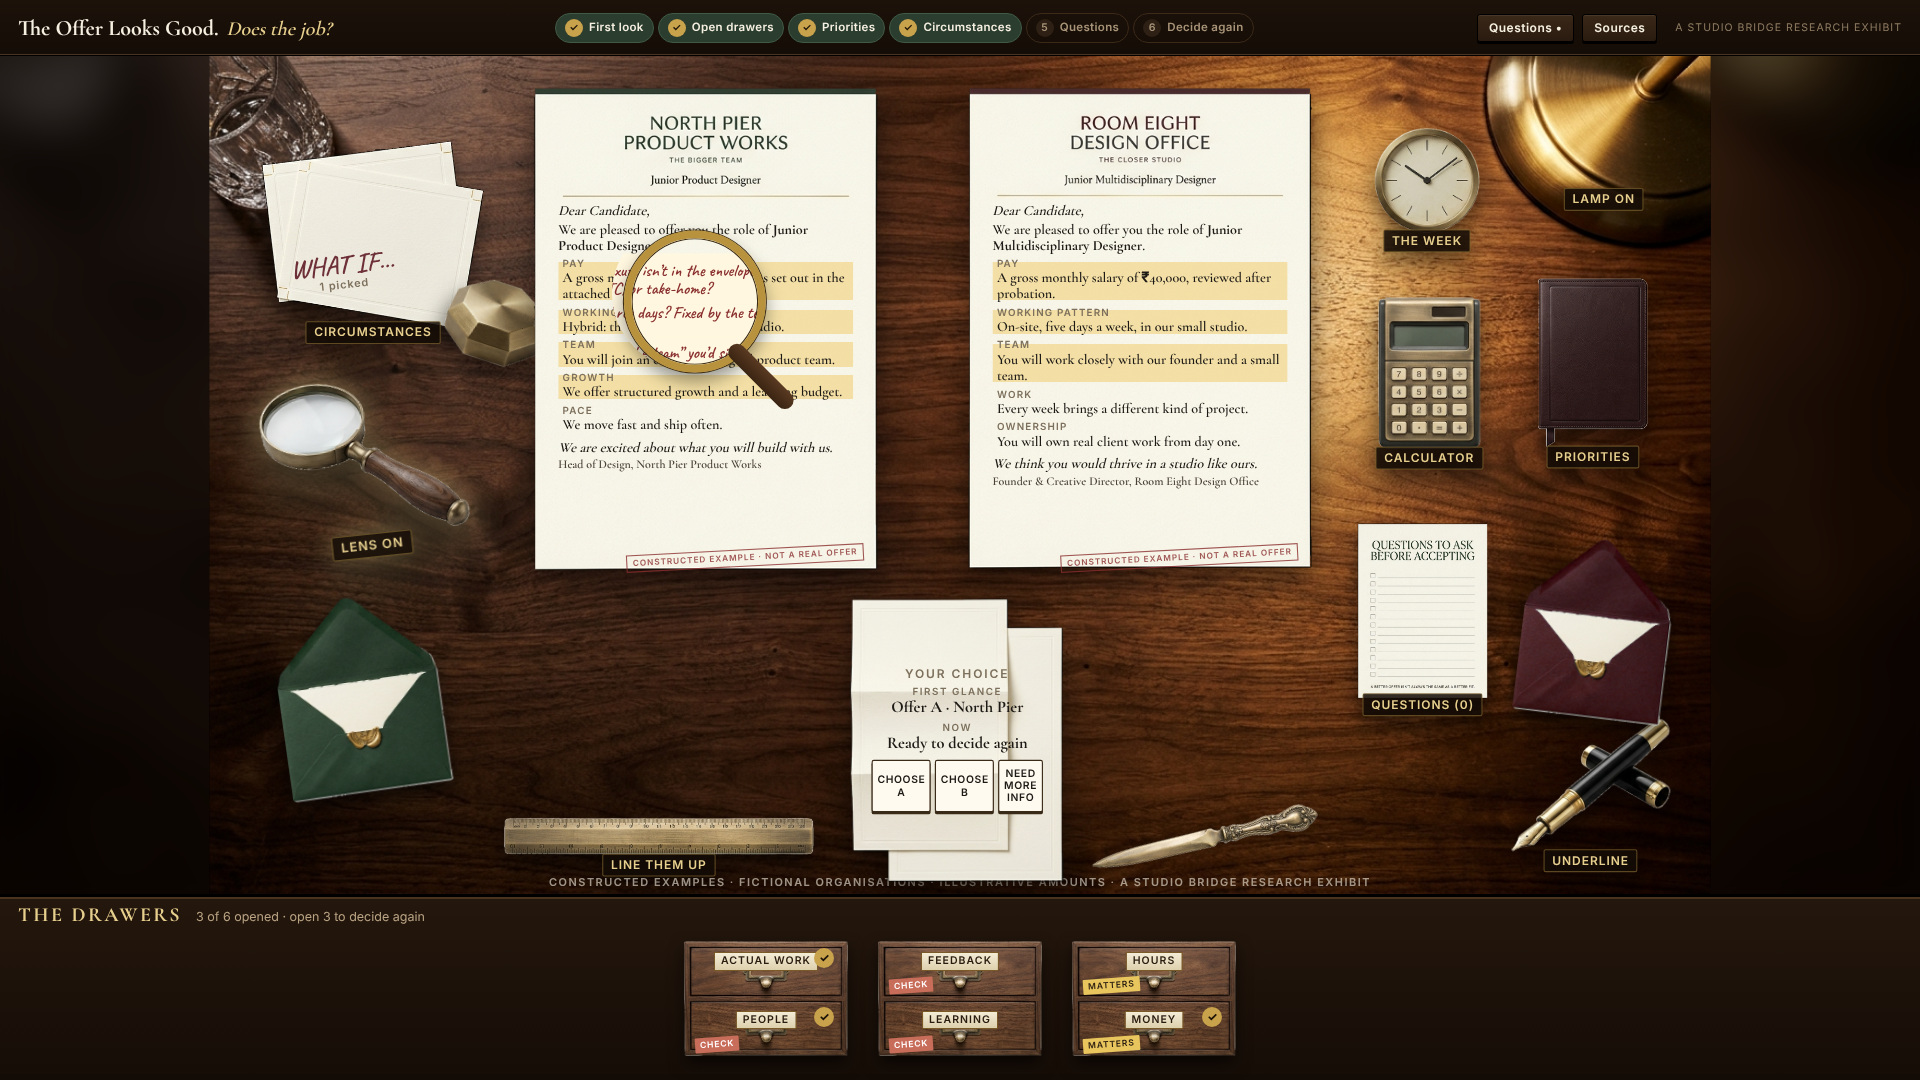 The Offer Looks Good. Does the job?
First look
Open drawers
Priorities
Circumstances
5 Questions
6 Decide again
Questions •
Sources
A STUDIO BRIDGE RESEARCH EXHIBIT
WHAT IF...
1 picked
CIRCUMSTANCES
LENS ON
NORTH PIER
PRODUCT WORKS
THE BIGGER TEAM
Junior Product Designer
Dear Candidate,
We are pleased to offer you the role of Junior
Product
PAY
A gross
set out in the
attached
isn't in the
or take-home?
days? Fixed by the
WORKING
Hybrid:
TEAM
You will join an
product team.
you'd
GROWTH
We offer structured growth and a budget.
PACE
We move fast and ship often.
We are excited about what you will build with us.
Head of Design, North Pier Product Works
CONSTRUCTED EXAMPLE · NOT A REAL OFFER
ROOM EIGHT
DESIGN OFFICE
THE CLOSER STUDIO
Junior Multidisciplinary Designer
Dear Candidate,
We are pleased to offer you the role of Junior
Multidisciplinary Designer.
PAY
A gross monthly salary of ₹40,000, reviewed after
probation.
WORKING PATTERN
On-site, five days a week, in our small studio.
TEAM
You will work closely with our founder and a small
team.
WORK
Every week brings a different kind of project.
OWNERSHIP
You will own real client work from day one.
We think you would thrive in a studio like ours.
Founder & Creative Director, Room Eight Design Office
CONSTRUCTED EXAMPLE · NOT A REAL OFFER
THE WEEK
LAMP ON
7 8 9 ÷
4 5 6 ×
1 2 3 −
0 · = +
CALCULATOR
PRIORITIES
QUESTIONS TO ASK
BEFORE ACCEPTING
QUESTIONS (0)
UNDERLINE
YOUR CHOICE
FIRST GLANCE
Offer A · North Pier
NOW
Ready to decide again
CHOOSE
A
CHOOSE
B
NEED
MORE
INFO
LINE THEM UP
CONSTRUCTED EXAMPLES · FICTIONAL ORGANISATIONS · ILLUSTRATIVE AMOUNTS · A STUDIO BRIDGE RESEARCH EXHIBIT
THE DRAWERS
3 of 6 opened · open 3 to decide again
ACTUAL WORK
FEEDBACK
CHECK
HOURS
MATTERS
PEOPLE
CHECK
LEARNING
CHECK
MONEY
MATTERS